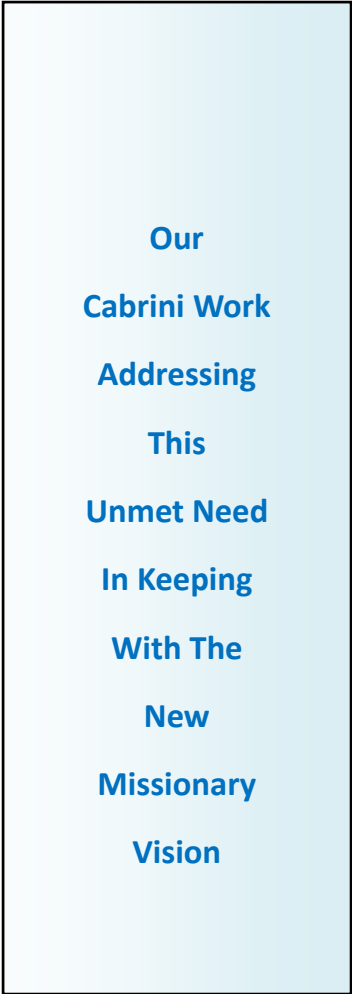 Our
Cabrini Work
Addressing
This
Unmet Need
In Keeping
With The
New
Missionary
Vision